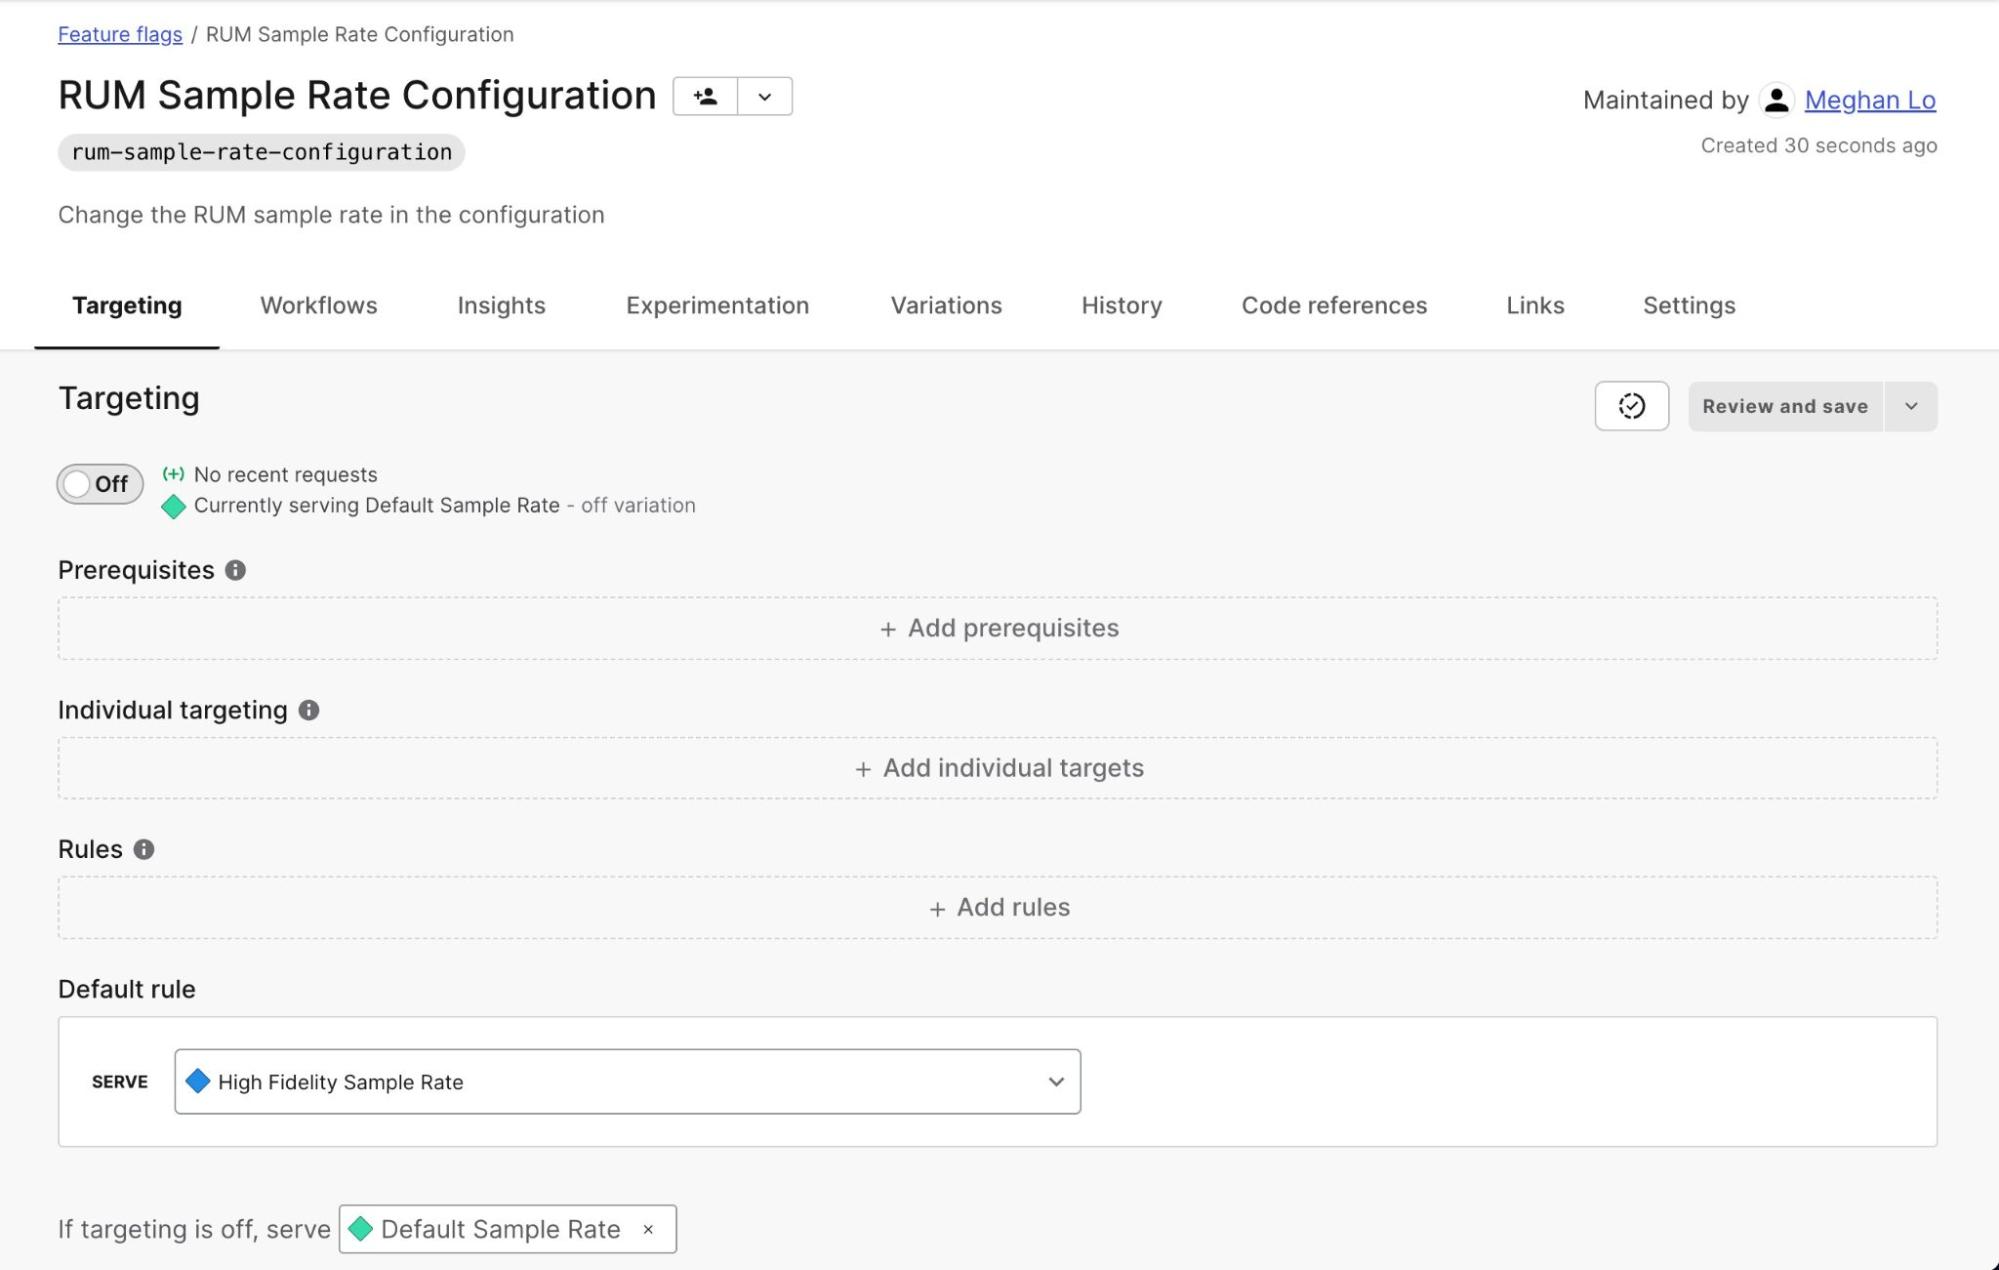 Feature flags / RUM Sample Rate Configuration
RUM Sample Rate Configuration
Maintained by Meghan Lo
rum-sample-rate-configuration
Created 30 seconds ago
Change the RUM sample rate in the configuration
Targeting Workflows Insights Experimentation Variations History Code references Links Settings
Targeting
Review and save
Off
(+) No recent requests
Currently serving Default Sample Rate - off variation
Prerequisites
+ Add prerequisites
Individual targeting
+ Add individual targets
Rules
+ Add rules
Default rule
SERVE High Fidelity Sample Rate
If targeting is off, serve Default Sample Rate ×